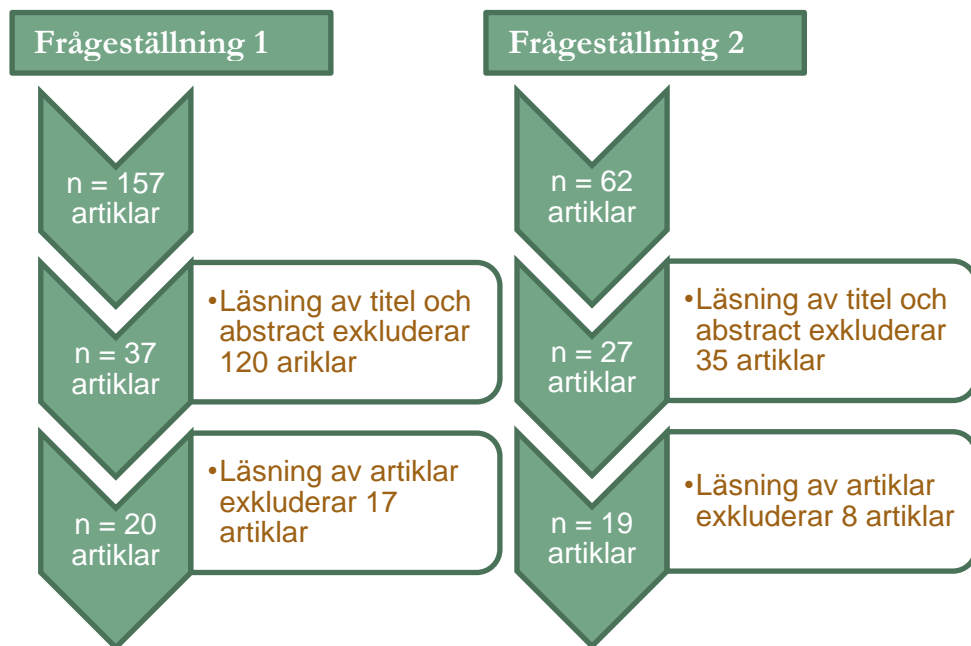 Frågeställning 1
n = 157
artiklar
n = 37
artiklar
•Läsning av titel och
abstract exkluderar
120 ariklar
n = 20
artiklar
•Läsning av artiklar
exkluderar 17
artiklar
Frågeställning 2
n = 62
artiklar
n = 27
artiklar
•Läsning av titel och
abstract exkluderar
35 artiklar
n = 19
artiklar
•Läsning av artiklar
exkluderar 8 artiklar